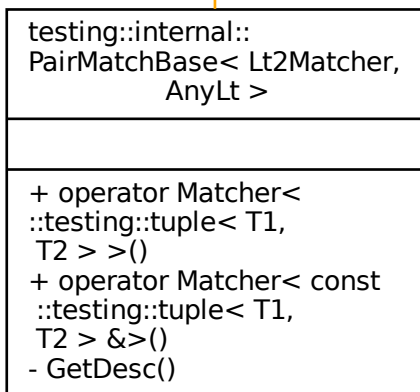 testing::internal::
PairMatchBase< Lt2Matcher,
AnyLt >
+ operator Matcher<
::testing::tuple< T1,
T2 > >()
+ operator Matcher< const
::testing::tuple< T1,
T2 > &>()
- GetDesc()